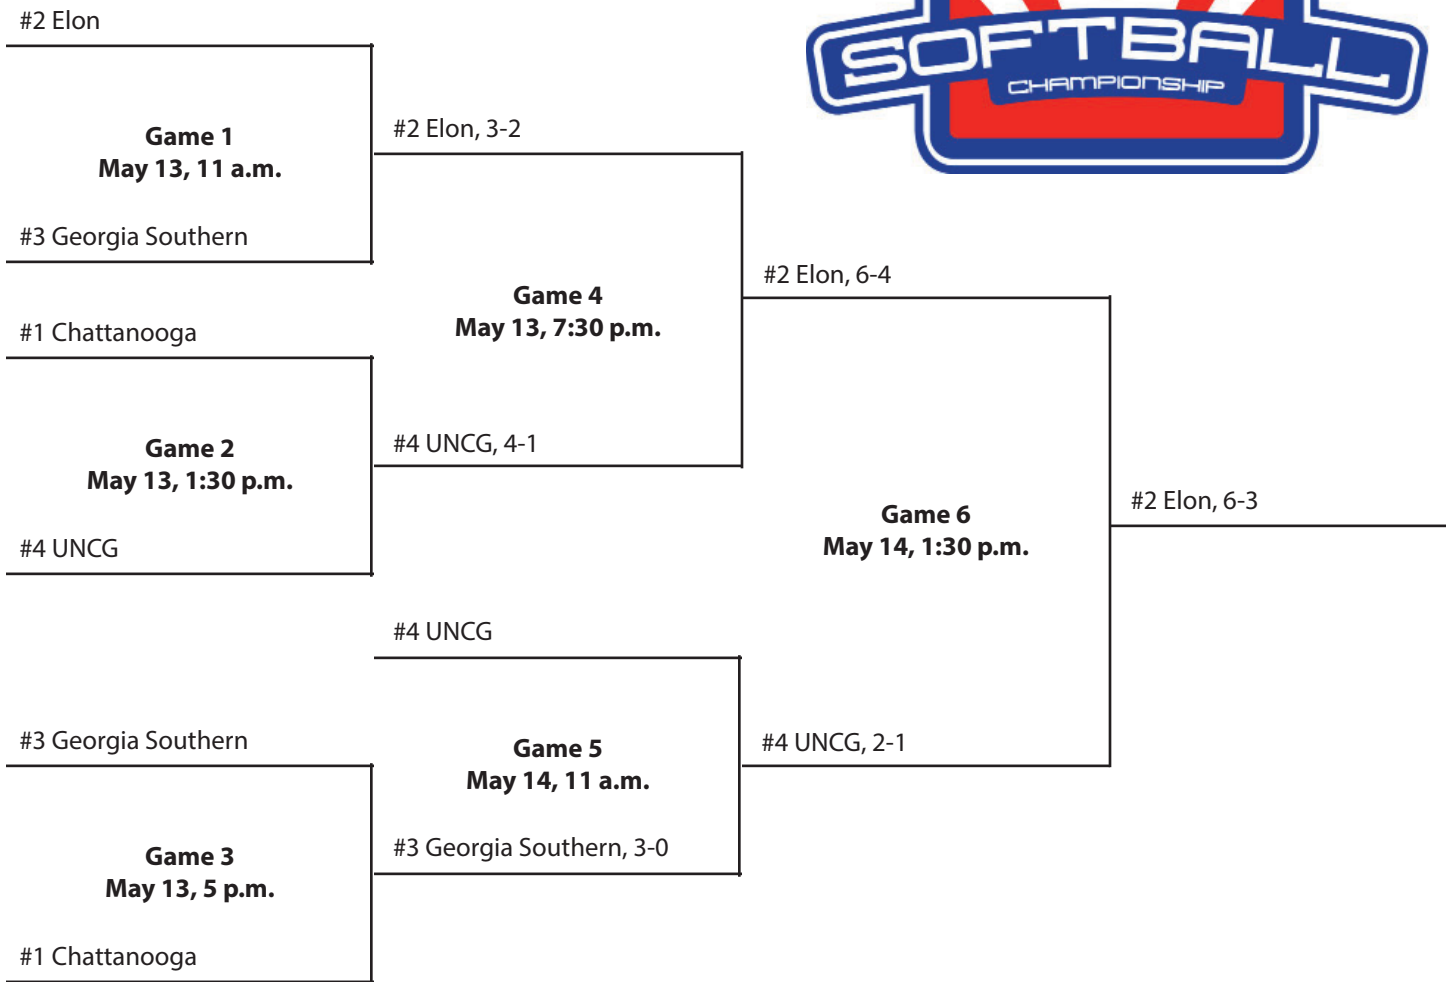 #2 Elon
SOFTBALL
CHAMPIONSHIP
Game 1
May 13, 11 a.m.
#2 Elon, 3-2
#3 Georgia Southern
#1 Chattanooga
Game 4
May 13, 7:30 p.m.
#2 Elon, 6-4
Game 2
May 13, 1:30 p.m.
#4 UNCG, 4-1
#4 UNCG
Game 6
May 14, 1:30 p.m.
#2 Elon, 6-3
#4 UNCG
#3 Georgia Southern
Game 5
May 14, 11 a.m.
#4 UNCG, 2-1
Game 3
May 13, 5 p.m.
#3 Georgia Southern, 3-0
#1 Chattanooga